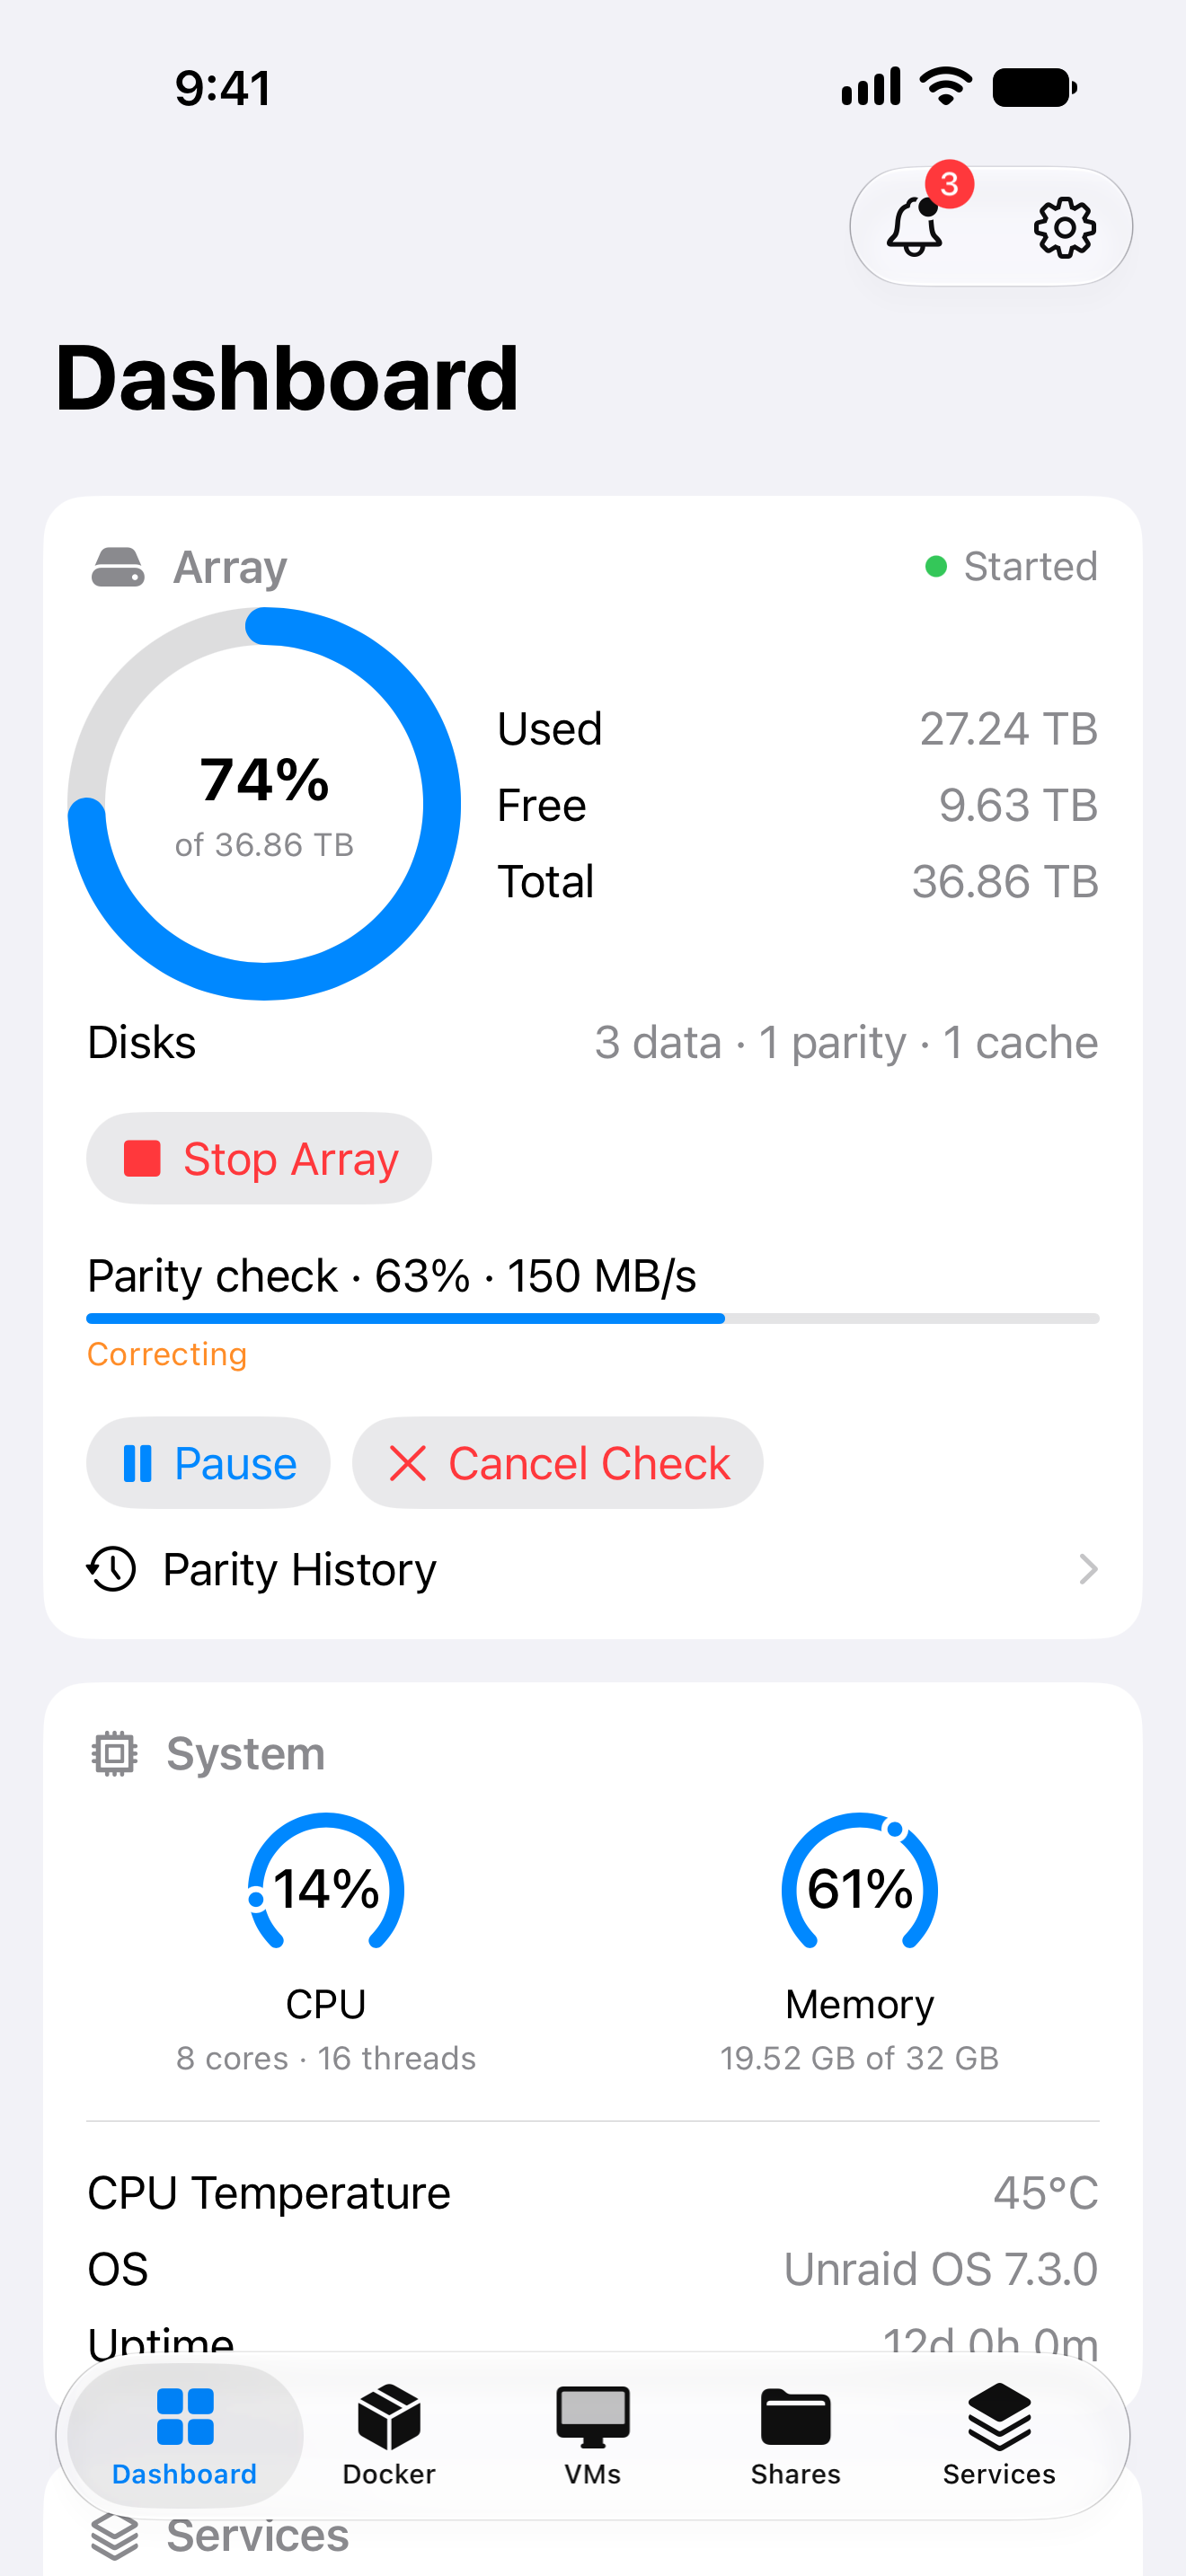 9:41
3
Dashboard
Array
Started
74%
of 36.86 TB
Used 27.24 TB
Free 9.63 TB
Total 36.86 TB
Disks 3 data · 1 parity · 1 cache
Stop Array
Parity check · 63% · 150 MB/s
Correcting
Pause
Cancel Check
Parity History
System
14%
61%
CPU
Memory
8 cores · 16 threads
19.52 GB of 32 GB
CPU Temperature 45°C
OS Unraid OS 7.3.0
Uptime 12d 0h 0m
Dashboard
Docker
VMs
Shares
Services
Services